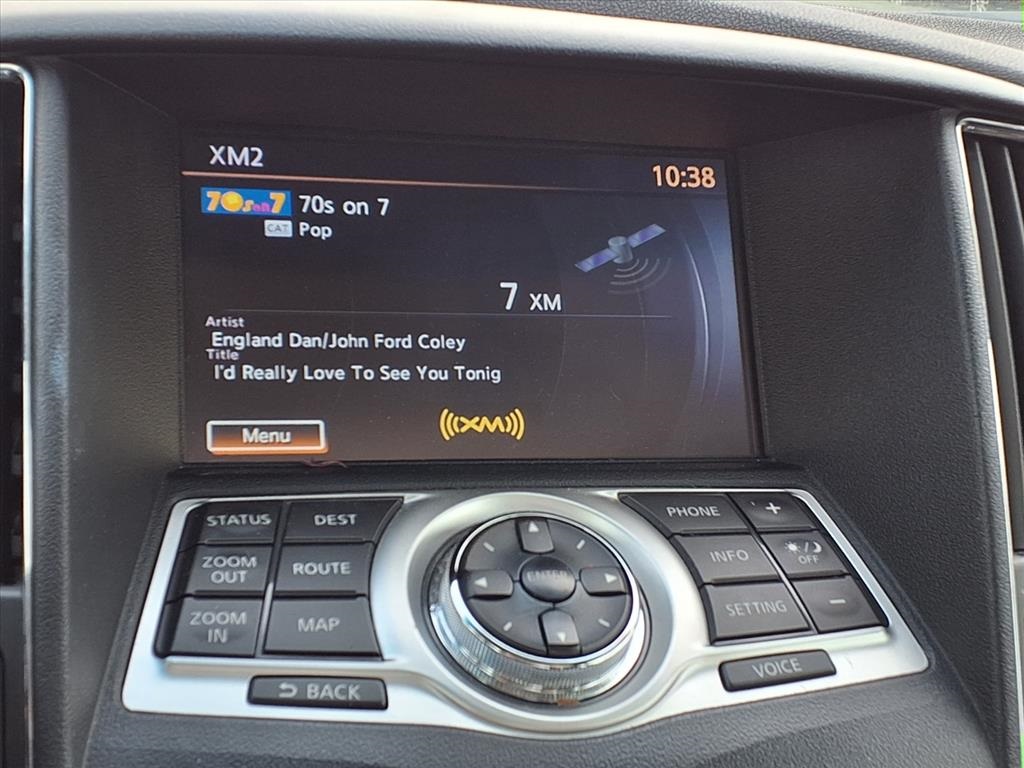 XM2
10:38
70s on 7 70s on 7
CAT Pop
7 XM
Artist
England Dan/John Ford Coley
Title
I'd Really Love To See You Tonig
Menu
((XM))
STATUS DEST
ZOOM OUT ROUTE
ZOOM IN MAP
BACK
ENTER
PHONE +
INFO OFF
SETTING −
VOICE